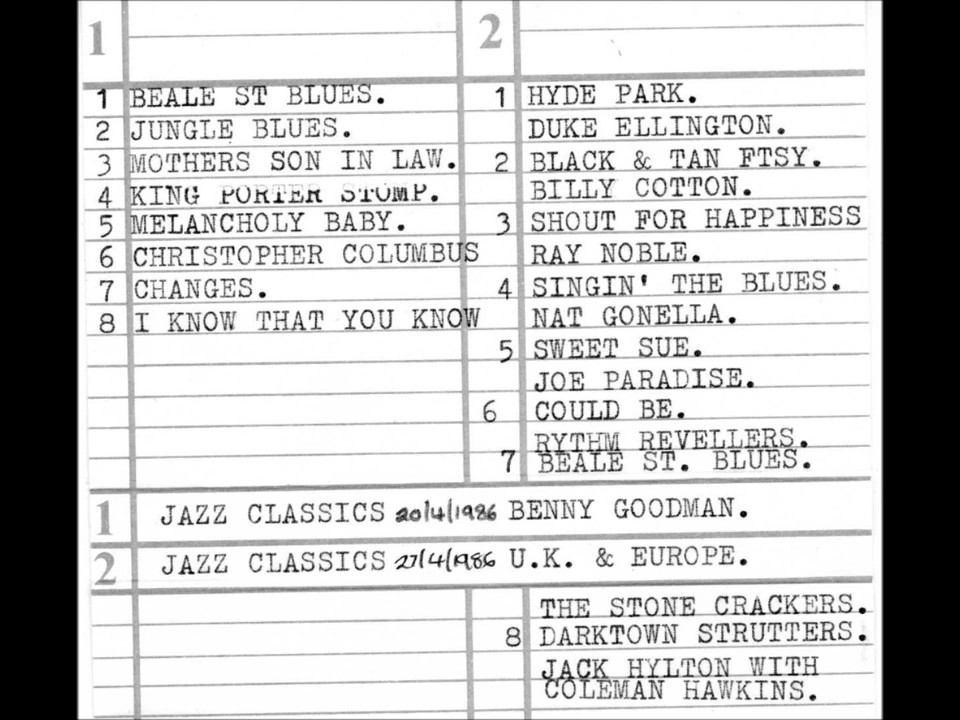 1
1 BEALE ST BLUES.
2 JUNGLE BLUES.
3 MOTHERS SON IN LAW.
4 KING PORTER STOMP.
5 MELANCHOLY BABY.
6 CHRISTOPHER COLUMBUS
7 CHANGES.
8 I KNOW THAT YOU KNOW
2
1 HYDE PARK.
DUKE ELLINGTON.
2 BLACK & TAN FTSY.
BILLY COTTON.
3 SHOUT FOR HAPPINESS
RAY NOBLE.
4 SINGIN' THE BLUES.
NAT GONELLA.
5 SWEET SUE.
JOE PARADISE.
6 COULD BE.
RYTHM REVELLERS.
7 BEALE ST. BLUES.
1 JAZZ CLASSICS 20/4/1986 BENNY GOODMAN.
2 JAZZ CLASSICS 27/4/1986 U.K. & EUROPE.
THE STONE CRACKERS.
8 DARKTOWN STRUTTERS.
JACK HYLTON WITH
COLEMAN HAWKINS.